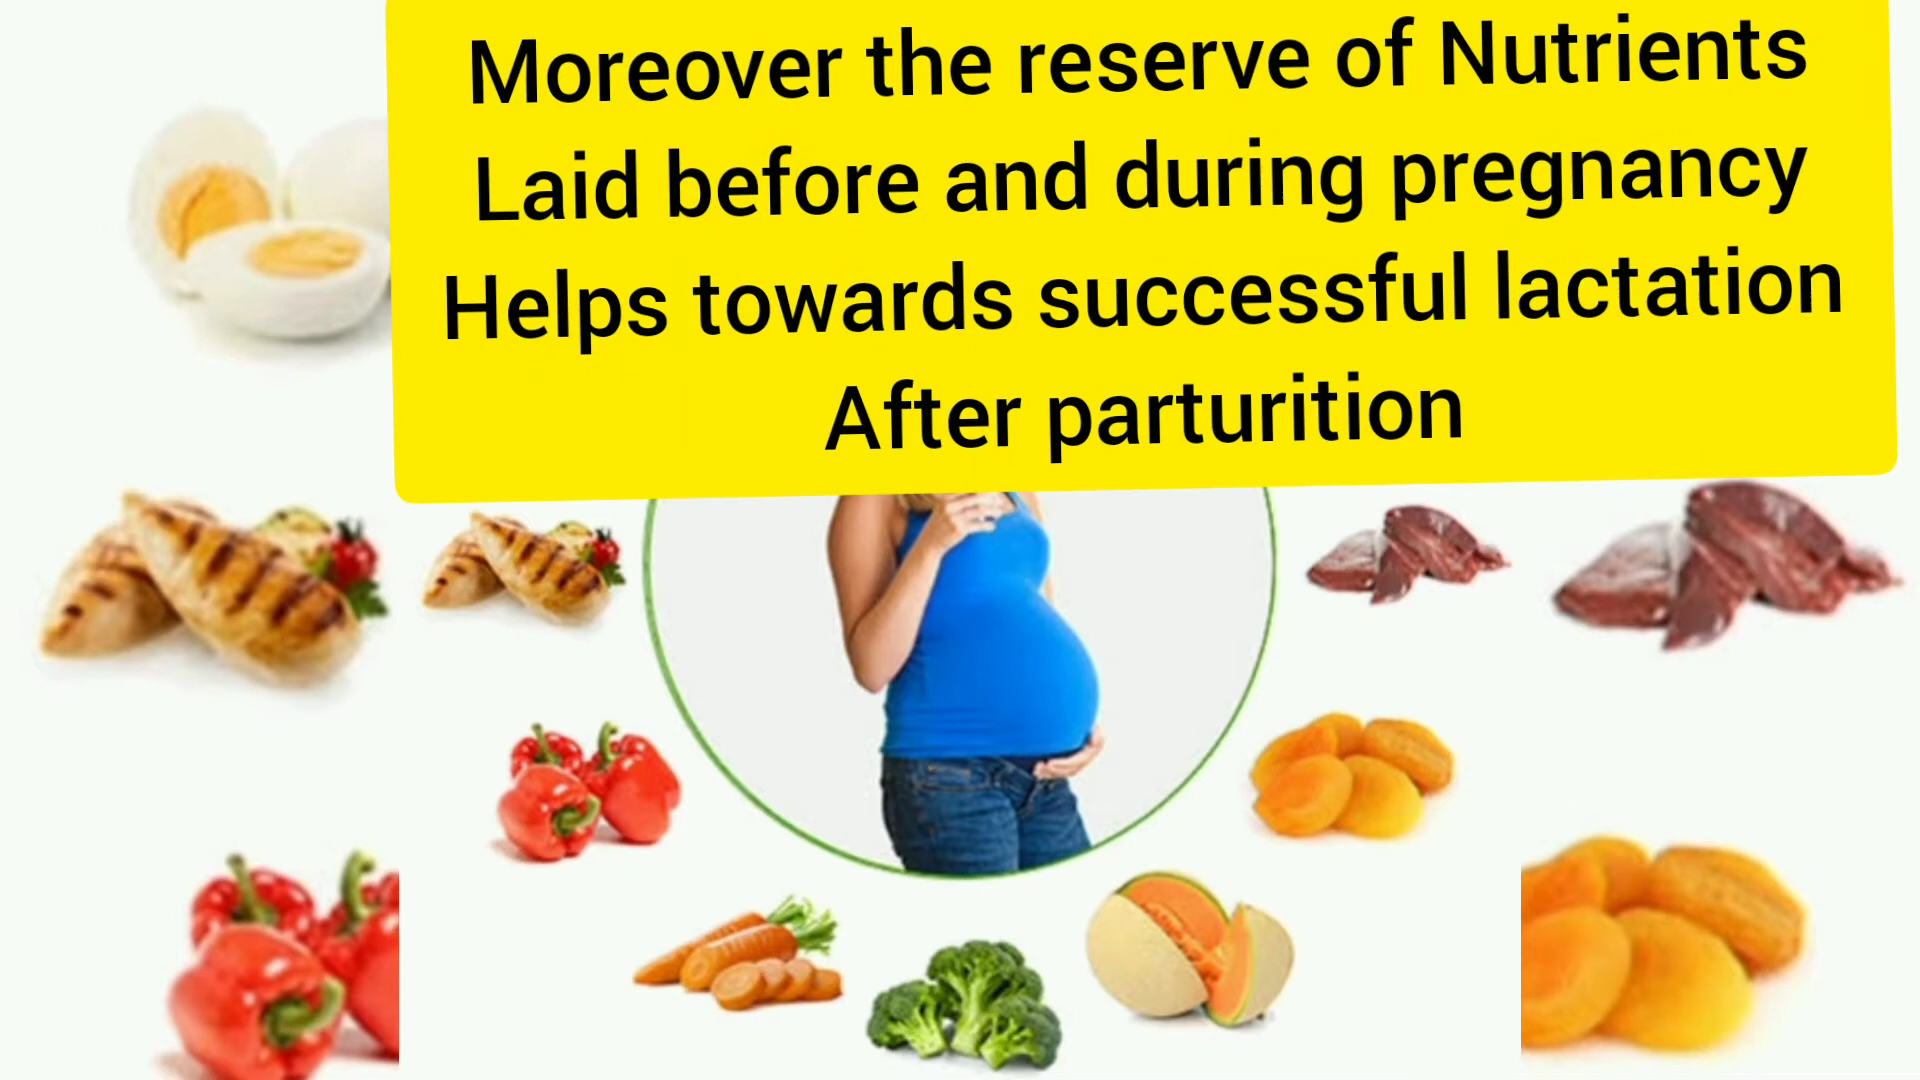 Moreover the reserve of Nutrients
Laid before and during pregnancy
Helps towards successful lactation
After parturition